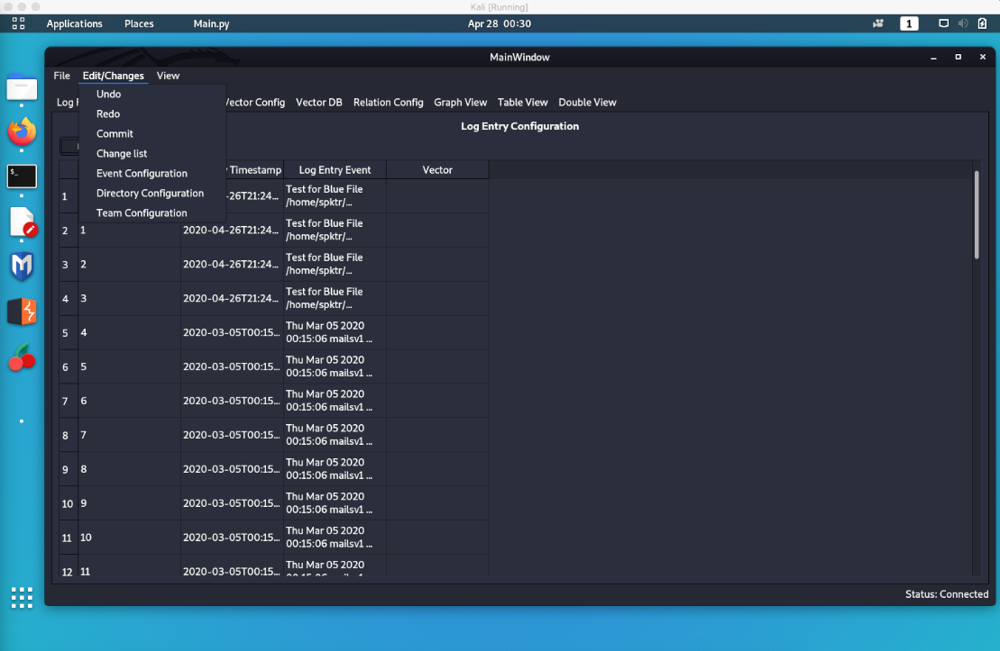 Kali [Running]
Applications Places Main.py Apr 28 00:30 1
MainWindow
File Edit/Changes View
Undo
Redo
Commit
Change list
Event Configuration
Directory Configuration
Team Configuration
Log Vector Config Vector DB Relation Config Graph View Table View Double View
Log Entry Configuration
Timestamp Log Entry Event Vector
1 -26T21:24... Test for Blue File
/home/spktr/...
2 1 2020-04-26T21:24... Test for Blue File
/home/spktr/...
3 2 2020-04-26T21:24... Test for Blue File
/home/spktr/...
4 3 2020-04-26T21:24... Test for Blue File
/home/spktr/...
5 4 2020-03-05T00:15... Thu Mar 05 2020
00:15:06 mailsv1 ...
6 5 2020-03-05T00:15... Thu Mar 05 2020
00:15:06 mailsv1 ...
7 6 2020-03-05T00:15... Thu Mar 05 2020
00:15:06 mailsv1 ...
8 7 2020-03-05T00:15... Thu Mar 05 2020
00:15:06 mailsv1 ...
9 8 2020-03-05T00:15... Thu Mar 05 2020
00:15:06 mailsv1 ...
10 9 2020-03-05T00:15... Thu Mar 05 2020
00:15:06 mailsv1 ...
11 10 2020-03-05T00:15... Thu Mar 05 2020
00:15:06 mailsv1 ...
12 11 2020-03-05T00:15... Thu Mar 05 2020
00:15:06 mailsv1 ...
Status: Connected